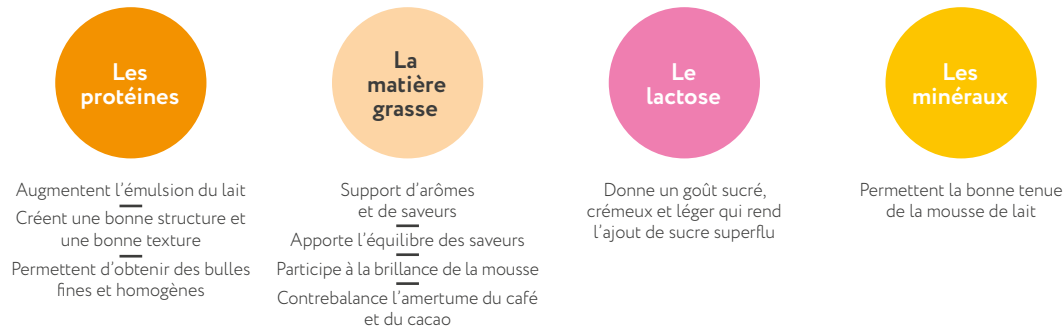 Les
protéines
Augmentent l'émulsion du lait
Créent une bonne structure et
une bonne texture
Permettent d'obtenir des bulles
fines et homogènes
La
matière
grasse
Support d'arômes
et de saveurs
Apporte l'équilibre des saveurs
Participe à la brillance de la mousse
Contrebalance l'amertume du café
et du cacao
Le
lactose
Donne un goût sucré,
crémeux et léger qui rend
l'ajout de sucre superflu
Les
minéraux
Permettent la bonne tenue
de la mousse de lait